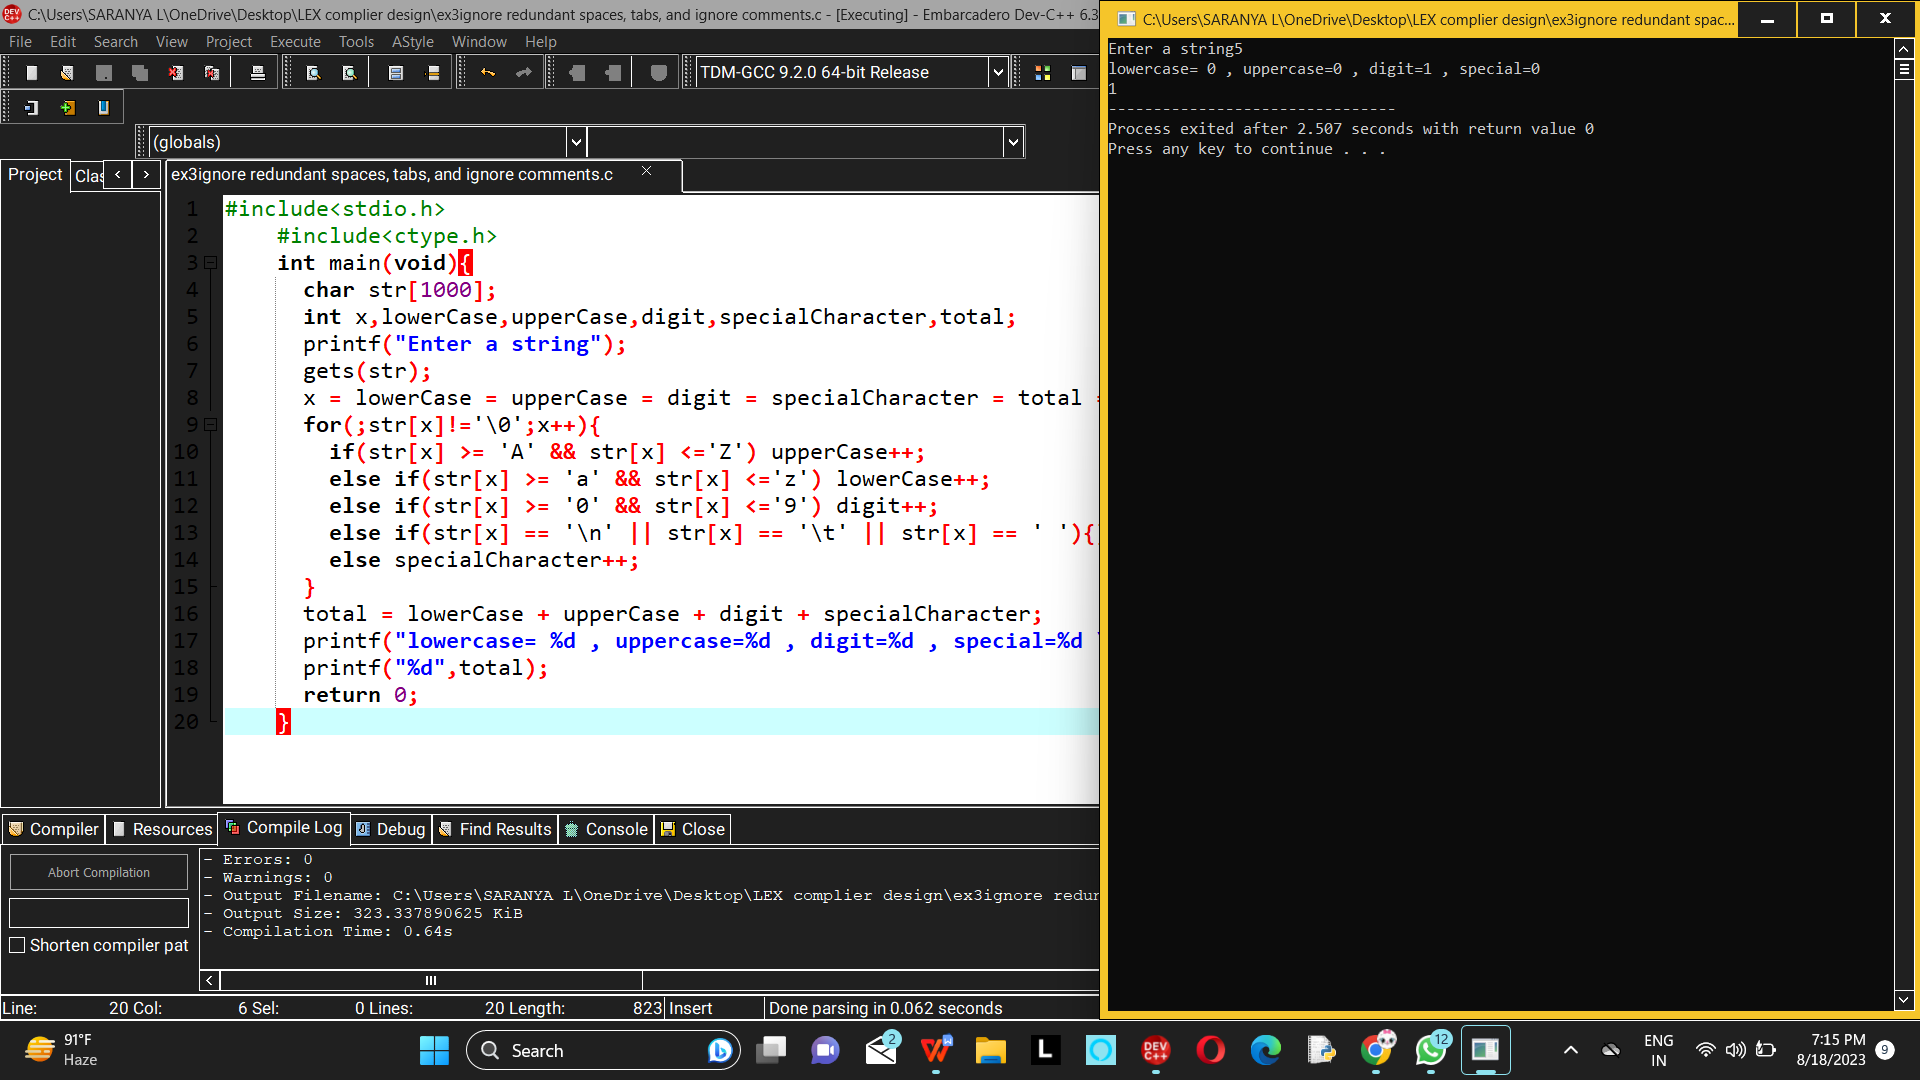 C:\Users\SARANYA L\OneDrive\Desktop\LEX complier design\ex3ignore redundant spaces, tabs, and ignore comments.c - [Executing] - Embarcadero Dev-C++ 6.3
File Edit Search View Project Execute Tools AStyle Window Help
TDM-GCC 9.2.0 64-bit Release
(globals)
Project Clas
ex3ignore redundant spaces, tabs, and ignore comments.c
1 #include<stdio.h>
2 #include<ctype.h>
3 int main(void){
4 char str[1000];
5 int x,lowerCase,upperCase,digit,specialCharacter,total;
6 printf("Enter a string");
7 gets(str);
8 x = lowerCase = upperCase = digit = specialCharacter = total =
9 for(;str[x]!='\0';x++){
10 if(str[x] >= 'A' && str[x] <='Z') upperCase++;
11 else if(str[x] >= 'a' && str[x] <='z') lowerCase++;
12 else if(str[x] >= '0' && str[x] <='9') digit++;
13 else if(str[x] == '\n' || str[x] == '\t' || str[x] == ' '){
14 else specialCharacter++;
15 }
16 total = lowerCase + upperCase + digit + specialCharacter;
17 printf("lowercase= %d , uppercase=%d , digit=%d , special=%d \
18 printf("%d",total);
19 return 0;
20 }
Compiler Resources Compile Log Debug Find Results Console Close
Abort Compilation
Shorten compiler pat
- Errors: 0
- Warnings: 0
- Output Filename: C:\Users\SARANYA L\OneDrive\Desktop\LEX complier design\ex3ignore redun
- Output Size: 323.337890625 KiB
- Compilation Time: 0.64s
Line: 20 Col: 6 Sel: 0 Lines: 20 Length: 823 Insert Done parsing in 0.062 seconds
C:\Users\SARANYA L\OneDrive\Desktop\LEX complier design\ex3ignore redundant spac...
Enter a string5
lowercase= 0 , uppercase=0 , digit=1 , special=0
1
--------------------------------
Process exited after 2.507 seconds with return value 0
Press any key to continue . . .
91°F
Haze
Search
2
L
DEV C++
12
ENG
IN
7:15 PM
8/18/2023
9